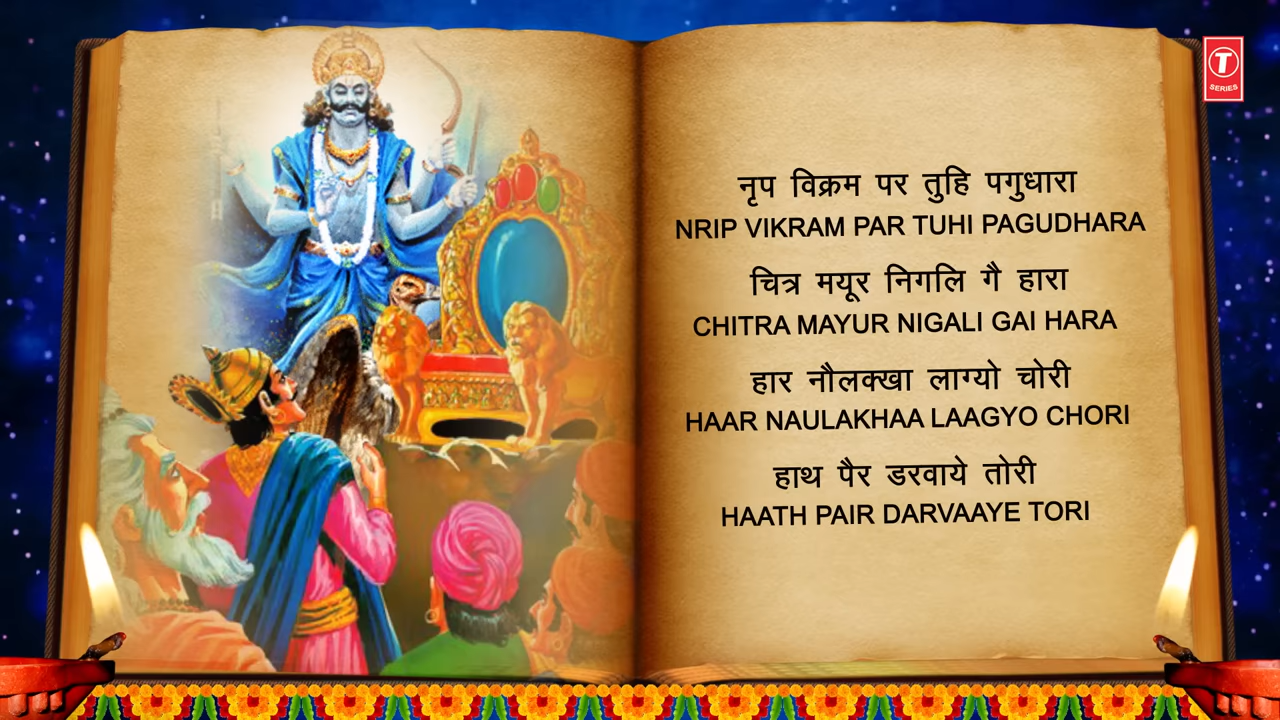 T
SERIES
नृप विक्रम पर तुहि पगुधारा
NRIP VIKRAM PAR TUHI PAGUDHARA
चित्र मयूर निगलि गै हारा
CHITRA MAYUR NIGALI GAI HARA
हार नौलक्खा लाग्यो चोरी
HAAR NAULAKHAA LAAGYO CHORI
हाथ पैर डरवाये तोरी
HAATH PAIR DARVAAYE TORI